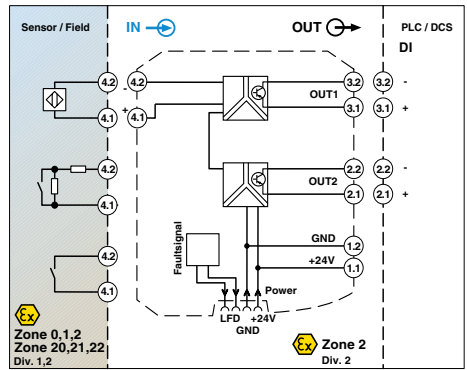 Sensor / Field IN OUT PLC / DCS
DI
4.2 - 4.2 3.2 3.2 -
OUT1
4.1 + 4.1 3.1 3.1 +
4.2 2.2 2.2 -
OUT2
4.1 2.1 2.1 +
Faultsignal
GND 1.2
4.2
+24V 1.1
4.1 Power
Ex LFD +24V
GND
Zone 0,1,2 Ex Zone 2
Zone 20,21,22
Div. 1,2 Div. 2